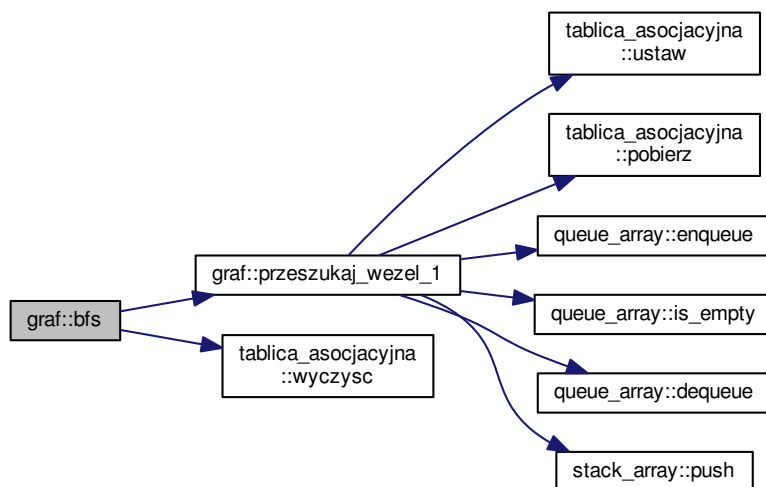 tablica_asocjacyjna
::ustaw
tablica_asocjacyjna
::pobierz
queue_array::enqueue
graf::przeszukaj_wezel_1
queue_array::is_empty
graf::bfs
tablica_asocjacyjna
::wyczysc
queue_array::dequeue
stack_array::push